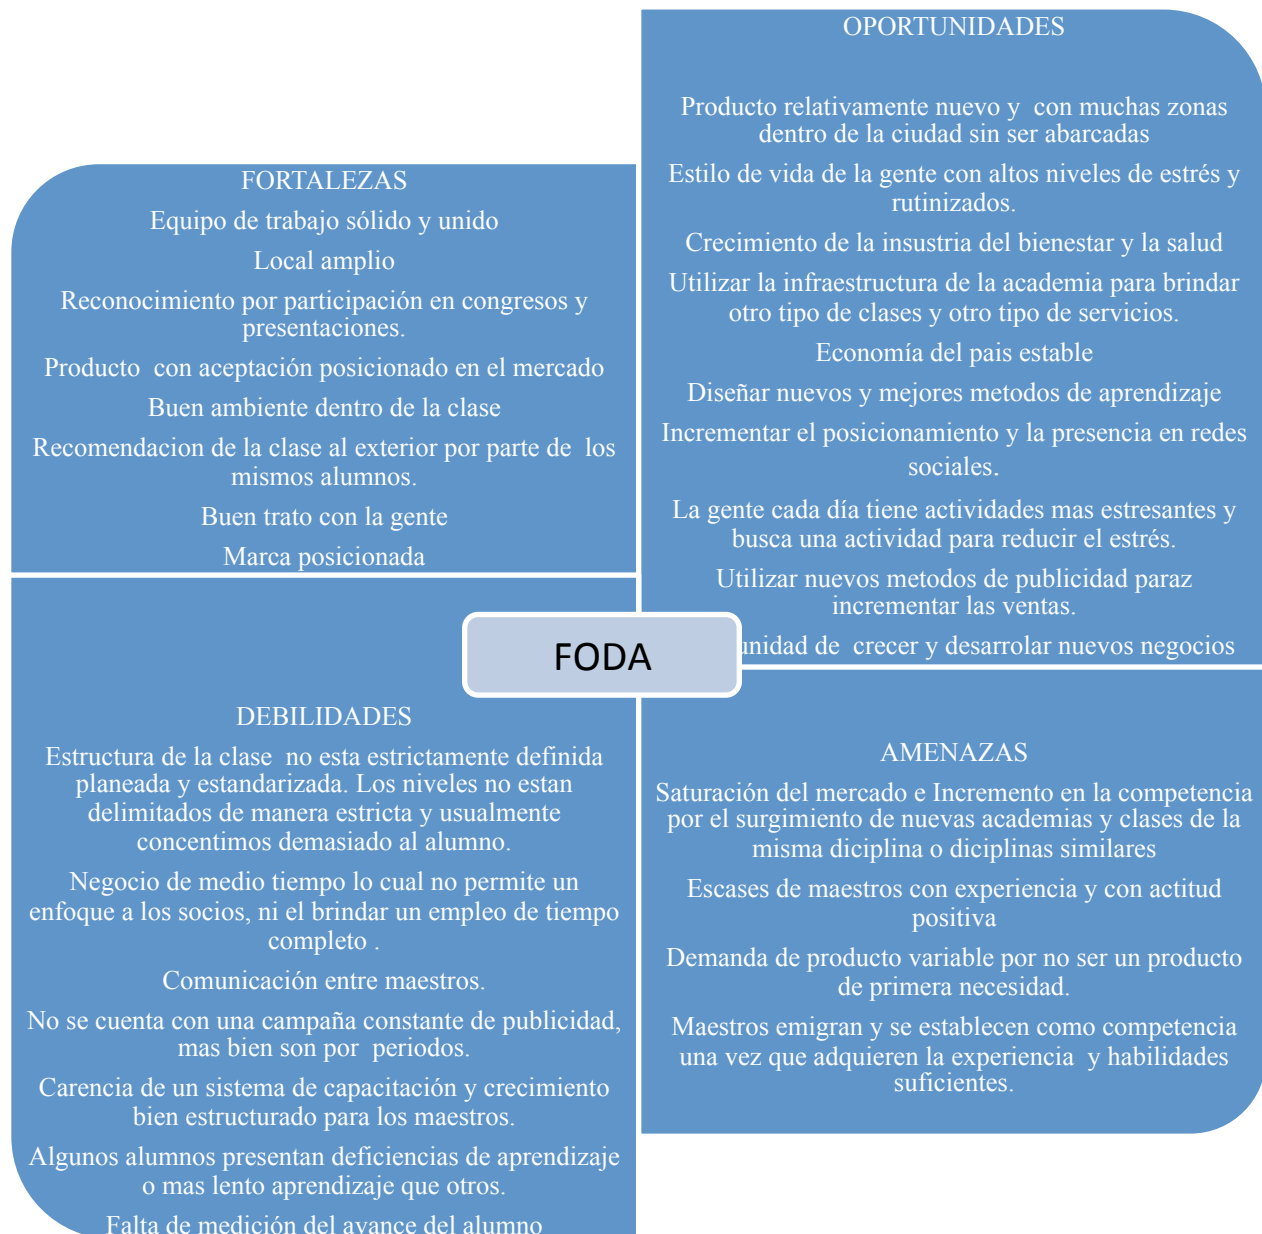 FORTALEZAS
Equipo de trabajo sólido y unido
Local amplio
Reconocimiento por participación en congresos y
presentaciones.
Producto con aceptación posicionado en el mercado
Buen ambiente dentro de la clase
Recomendacion de la clase al exterior por parte de los
mismos alumnos.
Buen trato con la gente
Marca posicionada
OPORTUNIDADES
Producto relativamente nuevo y con muchas zonas
dentro de la ciudad sin ser abarcadas
Estilo de vida de la gente con altos niveles de estrés y
rutinizados.
Crecimiento de la insustria del bienestar y la salud
Utilizar la infraestructura de la academia para brindar
otro tipo de clases y otro tipo de servicios.
Economía del pais estable
Diseñar nuevos y mejores metodos de aprendizaje
Incrementar el posicionamiento y la presencia en redes
sociales.
La gente cada día tiene actividades mas estresantes y
busca una actividad para reducir el estrés.
Utilizar nuevos metodos de publicidad paraz
incrementar las ventas.
unidad de crecer y desarrolar nuevos negocios
FODA
DEBILIDADES
Estructura de la clase no esta estrictamente definida
planeada y estandarizada. Los niveles no estan
delimitados de manera estricta y usualmente
concentimos demasiado al alumno.
Negocio de medio tiempo lo cual no permite un
enfoque a los socios, ni el brindar un empleo de tiempo
completo .
Comunicación entre maestros.
No se cuenta con una campaña constante de publicidad,
mas bien son por periodos.
Carencia de un sistema de capacitación y crecimiento
bien estructurado para los maestros.
Algunos alumnos presentan deficiencias de aprendizaje
o mas lento aprendizaje que otros.
Falta de medición del avance del alumno
AMENAZAS
Saturación del mercado e Incremento en la competencia
por el surgimiento de nuevas academias y clases de la
misma diciplina o diciplinas similares
Escases de maestros con experiencia y con actitud
positiva
Demanda de producto variable por no ser un producto
de primera necesidad.
Maestros emigran y se establecen como competencia
una vez que adquieren la experiencia y habilidades
suficientes.